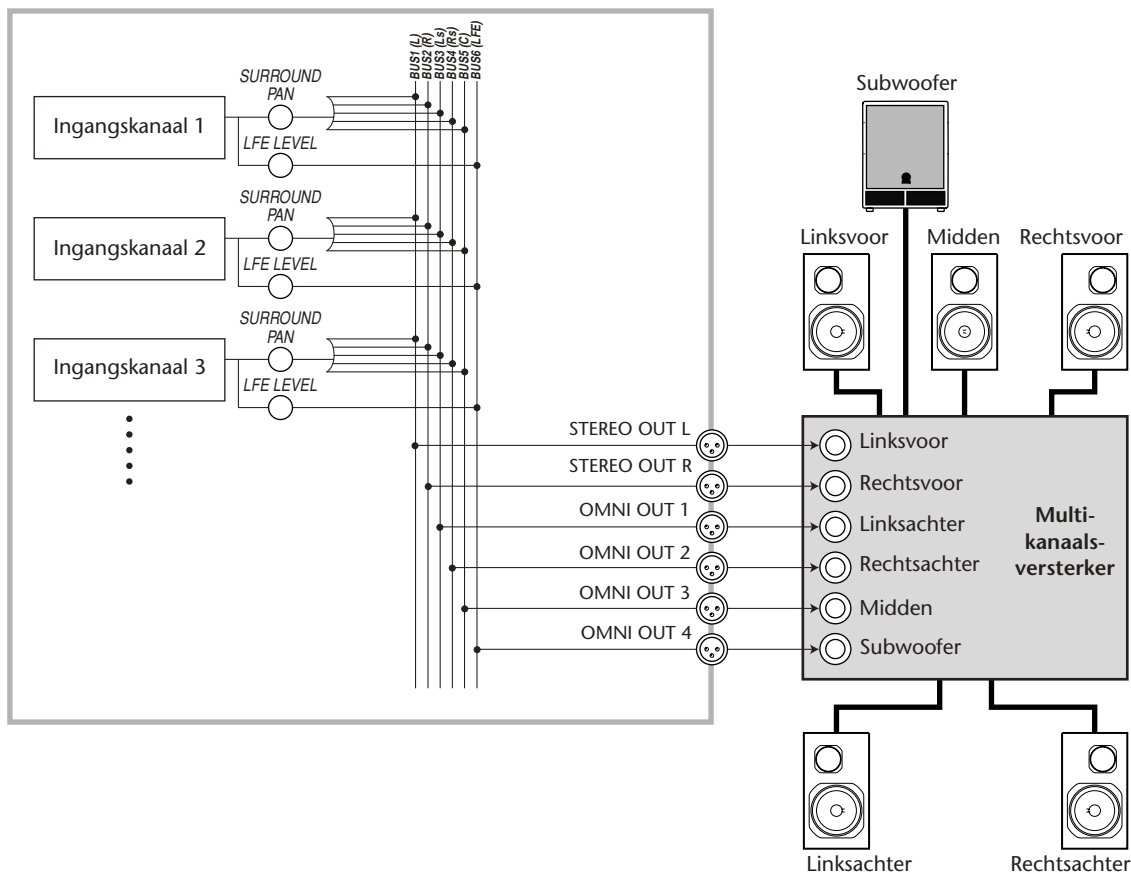 BUS1 (L)
BUS2 (R)
BUS3 (Ls)
BUS4 (Rs)
BUS5 (C)
BUS6 (LFE)
SURROUND
PAN
Ingangskanaal 1
LFE LEVEL
SURROUND
PAN
Ingangskanaal 2
LFE LEVEL
SURROUND
PAN
Ingangskanaal 3
LFE LEVEL
Subwoofer
Linksvoor
Midden
Rechtsvoor
STEREO OUT L
STEREO OUT R
OMNI OUT 1
OMNI OUT 2
OMNI OUT 3
OMNI OUT 4
Linksvoor
Rechtsvoor
Linksachter
Rechtsachter
Midden
Subwoofer
Multi-
kanaals-
versterker
Linksachter
Rechtsachter